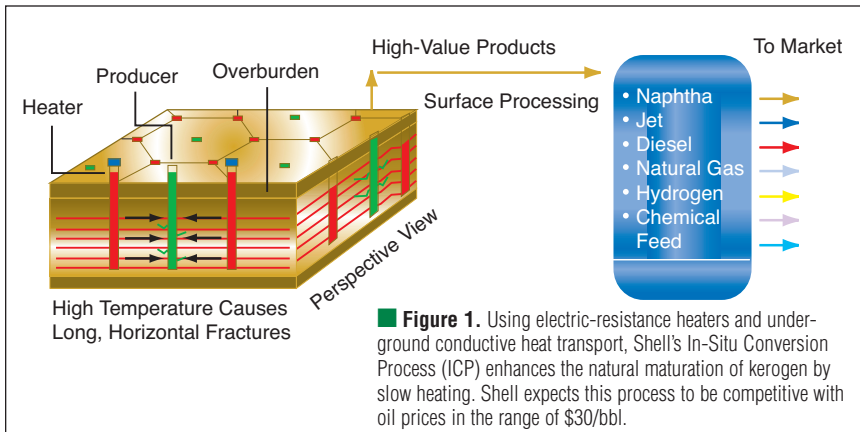 High-Value Products
To Market
Producer
Overburden
Heater
Surface Processing
• Naphtha
• Jet
• Diesel
• Natural Gas
• Hydrogen
• Chemical
Feed
Perspective View
High Temperature Causes
Long, Horizontal Fractures
Figure 1. Using electric-resistance heaters and under-
ground conductive heat transport, Shell’s In-Situ Conversion
Process (ICP) enhances the natural maturation of kerogen by
slow heating. Shell expects this process to be competitive with
oil prices in the range of $30/bbl.